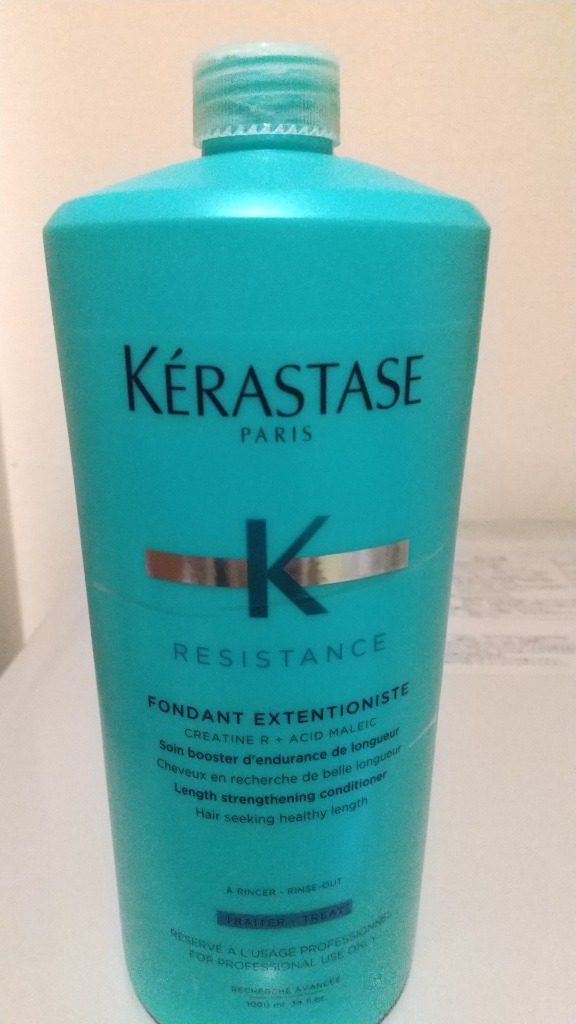 KÉRASTASE
PARIS
K
RESISTANCE
FONDANT EXTENTIONISTE
CREATINE R + ACID MALEIC
Soin booster d'endurance de longueur
Cheveux en recherche de belle longueur
Length strengthening conditioner
Hair seeking healthy length
À RINCER - RINSE-OUT
TRAITER - TREAT
RÉSERVÉ À L'USAGE PROFESSIONNEL
FOR PROFESSIONAL USE ONLY
RECHERCHE AVANCÉE
1000 ml 34 fl.oz.